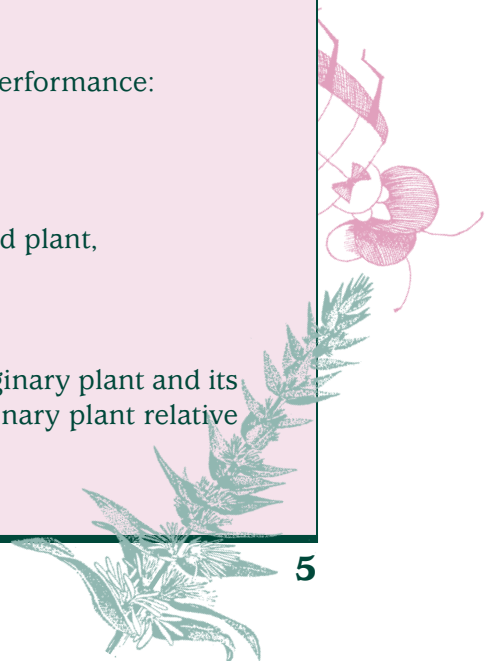 erformance:
d plant,
ginary plant and its
nary plant relative
5